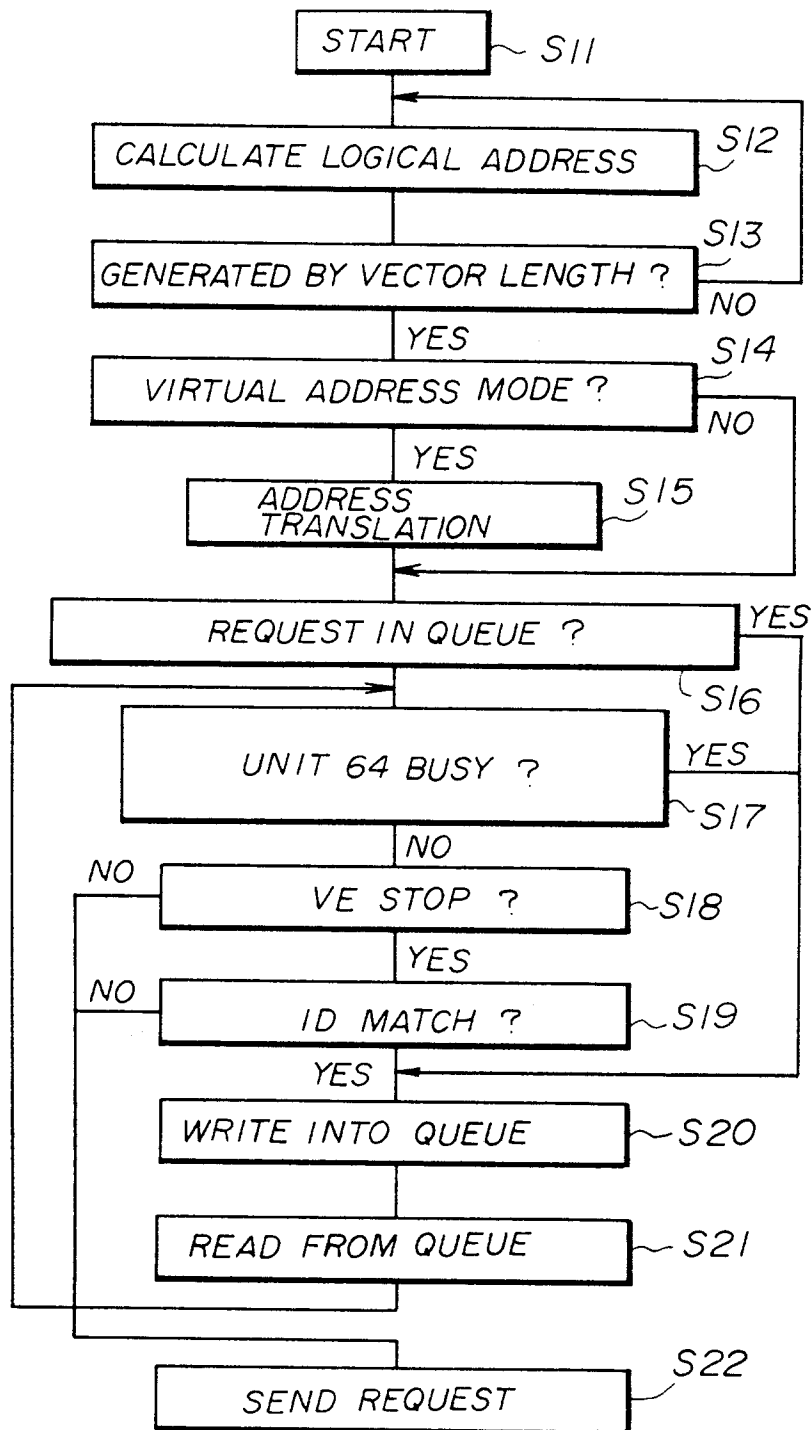 START
S11
CALCULATE LOGICAL ADDRESS
S12
GENERATED BY VECTOR LENGTH ?
S13
NO
YES
VIRTUAL ADDRESS MODE ?
S14
NO
YES
ADDRESS
TRANSLATION
S15
REQUEST IN QUEUE ?
YES
S16
UNIT 64 BUSY ?
YES
S17
NO
NO
VE STOP ?
S18
YES
NO
ID MATCH ?
S19
YES
WRITE INTO QUEUE
S20
READ FROM QUEUE
S21
SEND REQUEST
S22